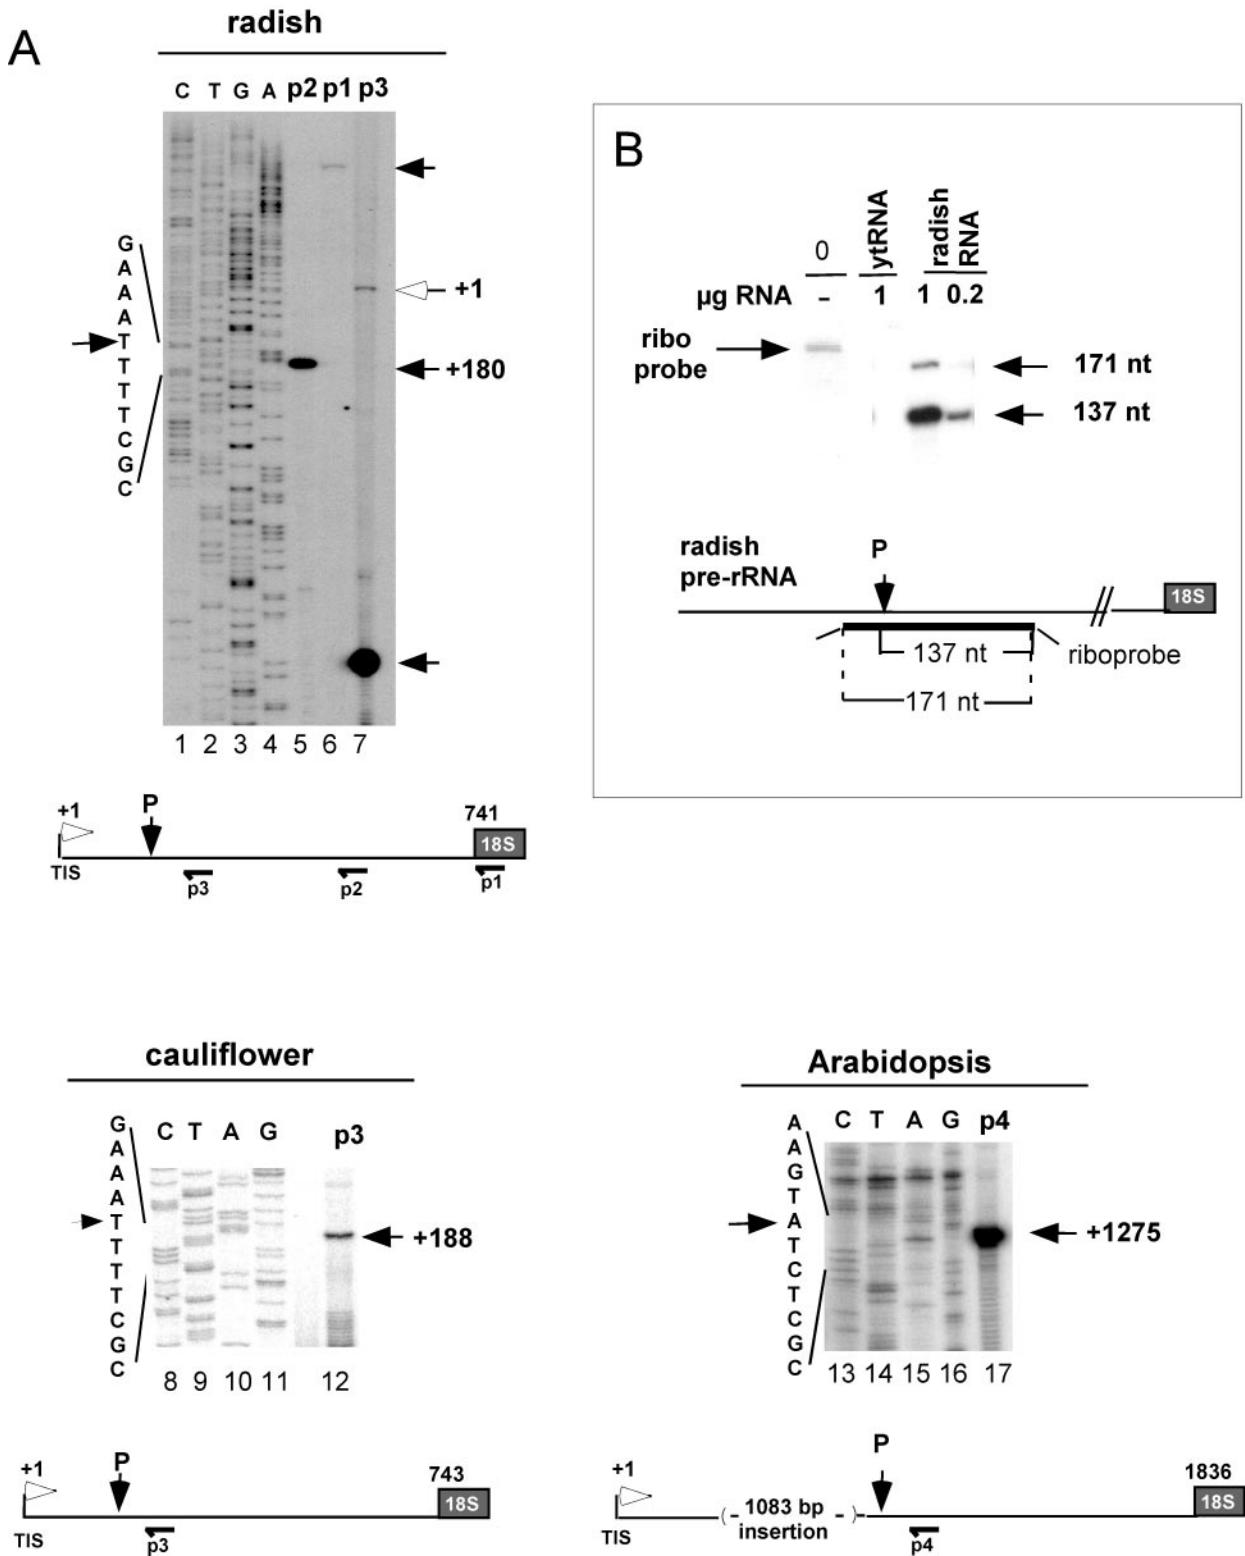 A
radish
C T G A p2 p1 p3
G
A
A
A
T
T
T
T
C
G
C
+1
+180
1 2 3 4 5 6 7
+1
P
741
18S
TIS
p3
p2
p1
B
0
ytRNA
radish
RNA
µg RNA - 1 1 0.2
ribo
probe
171 nt
137 nt
radish
pre-rRNA
P
18S
137 nt
riboprobe
171 nt
cauliflower
C T A G p3
G
A
A
A
T
T
T
T
C
G
C
+188
8 9 10 11 12
+1
P
743
18S
TIS
p3
Arabidopsis
C T A G p4
A
A
G
T
A
T
C
T
C
G
C
+1275
13 14 15 16 17
+1
P
1836
18S
1083 bp
insertion
TIS
p4